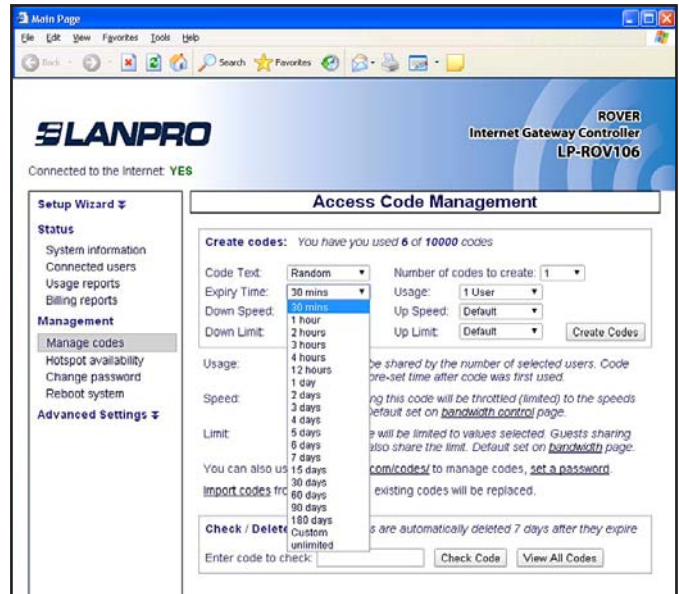 Main Page
File Edit View Favorites Tools Help
Back Search Favorites
LANPRO
ROVER
Internet Gateway Controller
LP-ROV106
Connected to the Internet: YES
Setup Wizard
Status
System information
Connected users
Usage reports
Billing reports
Management
Manage codes
Hotspot availability
Change password
Reboot system
Advanced Settings
Access Code Management
Create codes: You have you used 6 of 10000 codes
Code Text: Random Number of codes to create: 1
Expiry Time: 30 mins Usage: 1 User
Down Speed: Up Speed: Default
Down Limit: Up Limit: Default Create Codes
30 mins
1 hour
2 hours
3 hours
4 hours
12 hours
1 day
2 days
3 days
4 days
5 days
6 days
7 days
15 days
30 days
60 days
90 days
180 days
Custom
unlimited
Usage: be shared by the number of selected users. Code
pre-set time after code was first used.
Speed: this code will be throttled (limited) to the speeds
Default set on bandwidth control page.
Limit: will be limited to values selected. Guests sharing
also share the limit. Default set on bandwidth page.
You can also com/codes/ to manage codes, set a password.
Import codes existing codes will be replaced.
Check / Delete are automatically deleted 7 days after they expire
Enter code to check: Check Code View All Codes